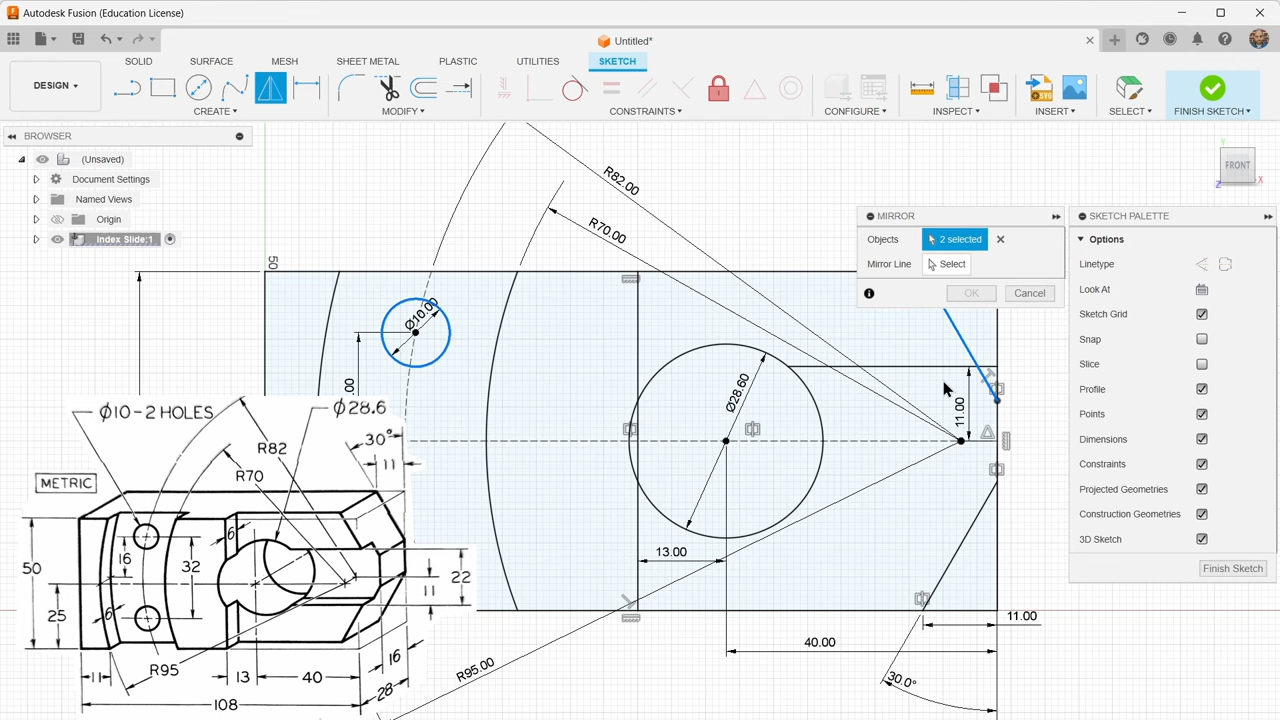 Autodesk Fusion (Education License)
Untitled*
DESIGN
SOLID SURFACE MESH SHEET METAL PLASTIC UTILITIES SKETCH
CREATE MODIFY CONSTRAINTS CONFIGURE INSPECT INSERT SELECT FINISH SKETCH
SVG
BROWSER
(Unsaved)
Document Settings
Named Views
Origin
Index Slide:1
FRONT
Y
Z
X
MIRROR
Objects 2 selected
Mirror Line Select
OK Cancel
SKETCH PALETTE
Options
Linetype
Look At
Sketch Grid
Snap
Slice
Profile
Points
Dimensions
Constraints
Projected Geometries
Construction Geometries
3D Sketch
Finish Sketch
50
R82.00
R70.00
Ø10.00
.00
Ø28.60
11.00
13.00
40.00
11.00
30.0°
R95.00
Ø10-2 HOLES
Ø28.6
R82
30°
R70
11
METRIC
6
16
32
50
22
11
25
6
R95
16
11
13
40
28
108